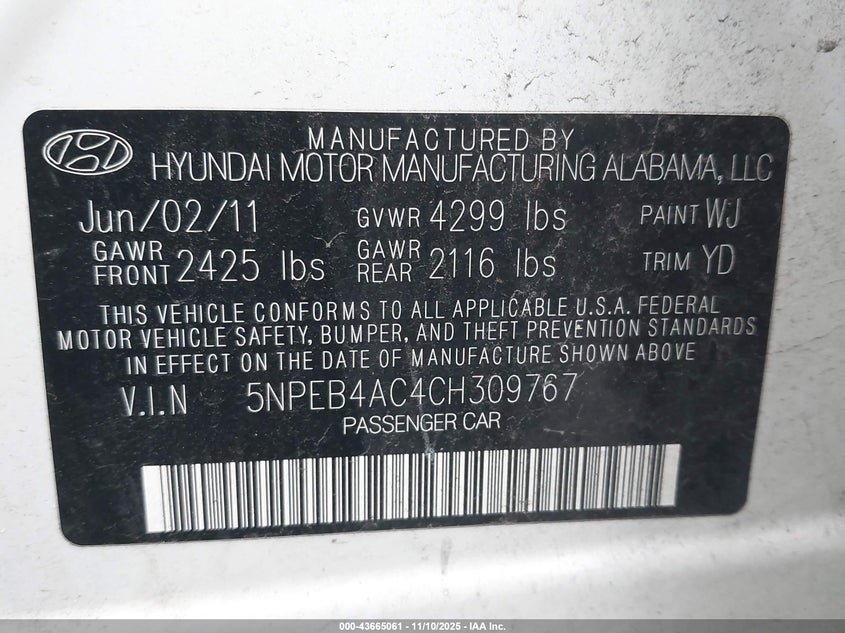 MANUFACTURED BY
HYUNDAI MOTOR MANUFACTURING ALABAMA, LLC
Jun/02/11 GVWR 4299 lbs PAINT WJ
GAWR FRONT 2425 lbs GAWR REAR 2116 lbs TRIM YD
THIS VEHICLE CONFORMS TO ALL APPLICABLE U.S.A. FEDERAL
MOTOR VEHICLE SAFETY, BUMPER, AND THEFT PREVENTION STANDARDS
IN EFFECT ON THE DATE OF MANUFACTURE SHOWN ABOVE
V.I.N 5NPEB4AC4CH309767
PASSENGER CAR
000-43665061 - 11/10/2025 - IAA Inc.